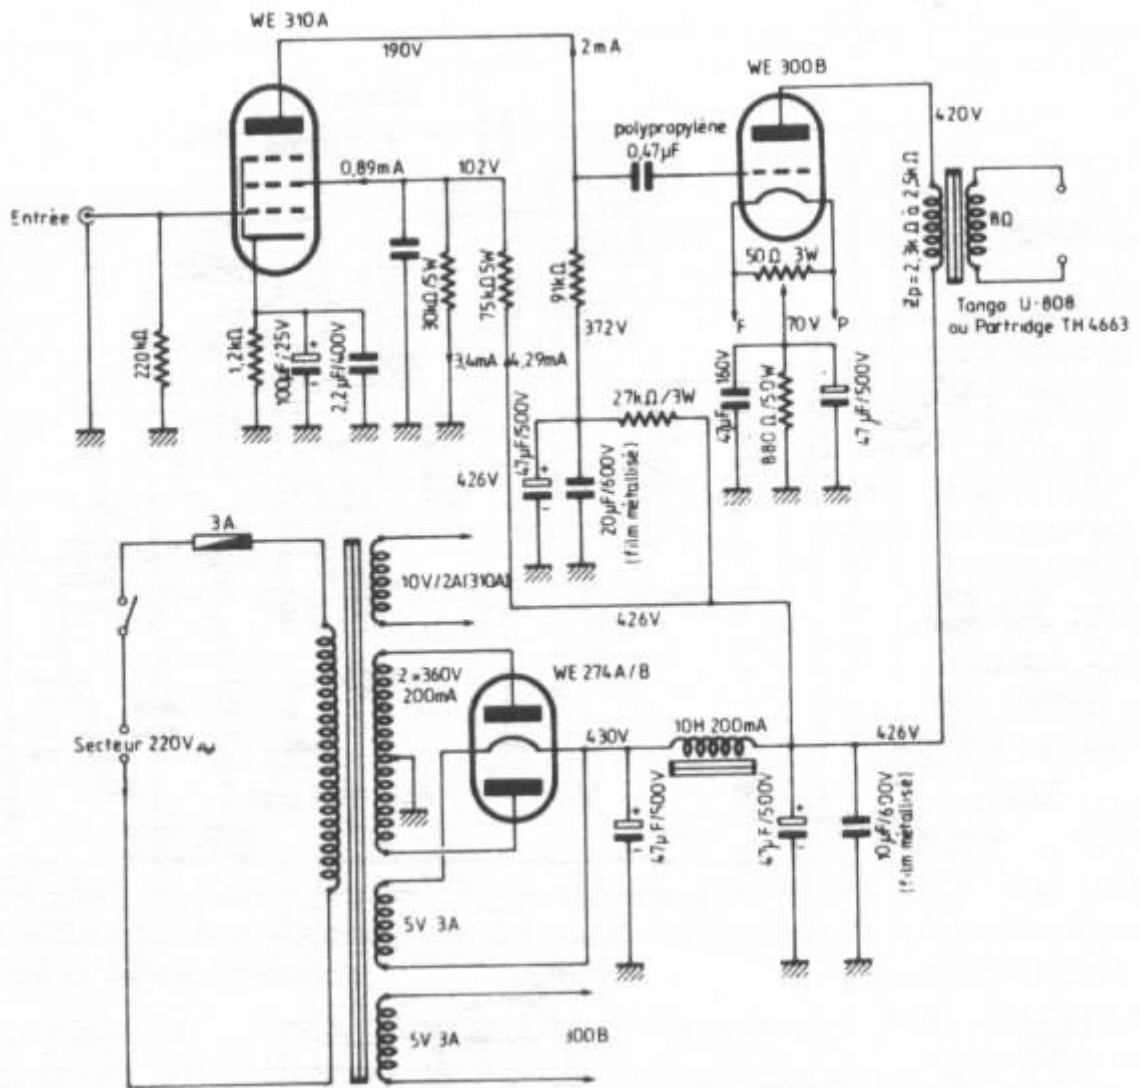 WE 310A
190V
2mA
WE 300B
420V
polypropylène
0,47µF
0,89mA
102V
Entrée
220kΩ
1,2kΩ
100µF/25V
2,2µF/400V
30kΩ/5W
75kΩ 5W
91kΩ
3,4mA
4,29mA
372V
50Ω 3W
F
70V
P
Zp=2,3kΩ à 2,5kΩ
8Ω
Tango U-808
ou Partridge TH 4663
27kΩ/3W
47µF 160V
880Ω/50W
47µF/500V
47µF/500V
+
-
20µF/600V
(film métallisé)
426V
3A
10V/2A(310A)
426V
2×360V
200mA
WE 274A/B
Secteur 220V
430V
10H 200mA
426V
47µF/500V
+
-
47µF/500V
+
-
10µF/600V
(film métallisé)
5V 3A
5V 3A
300B